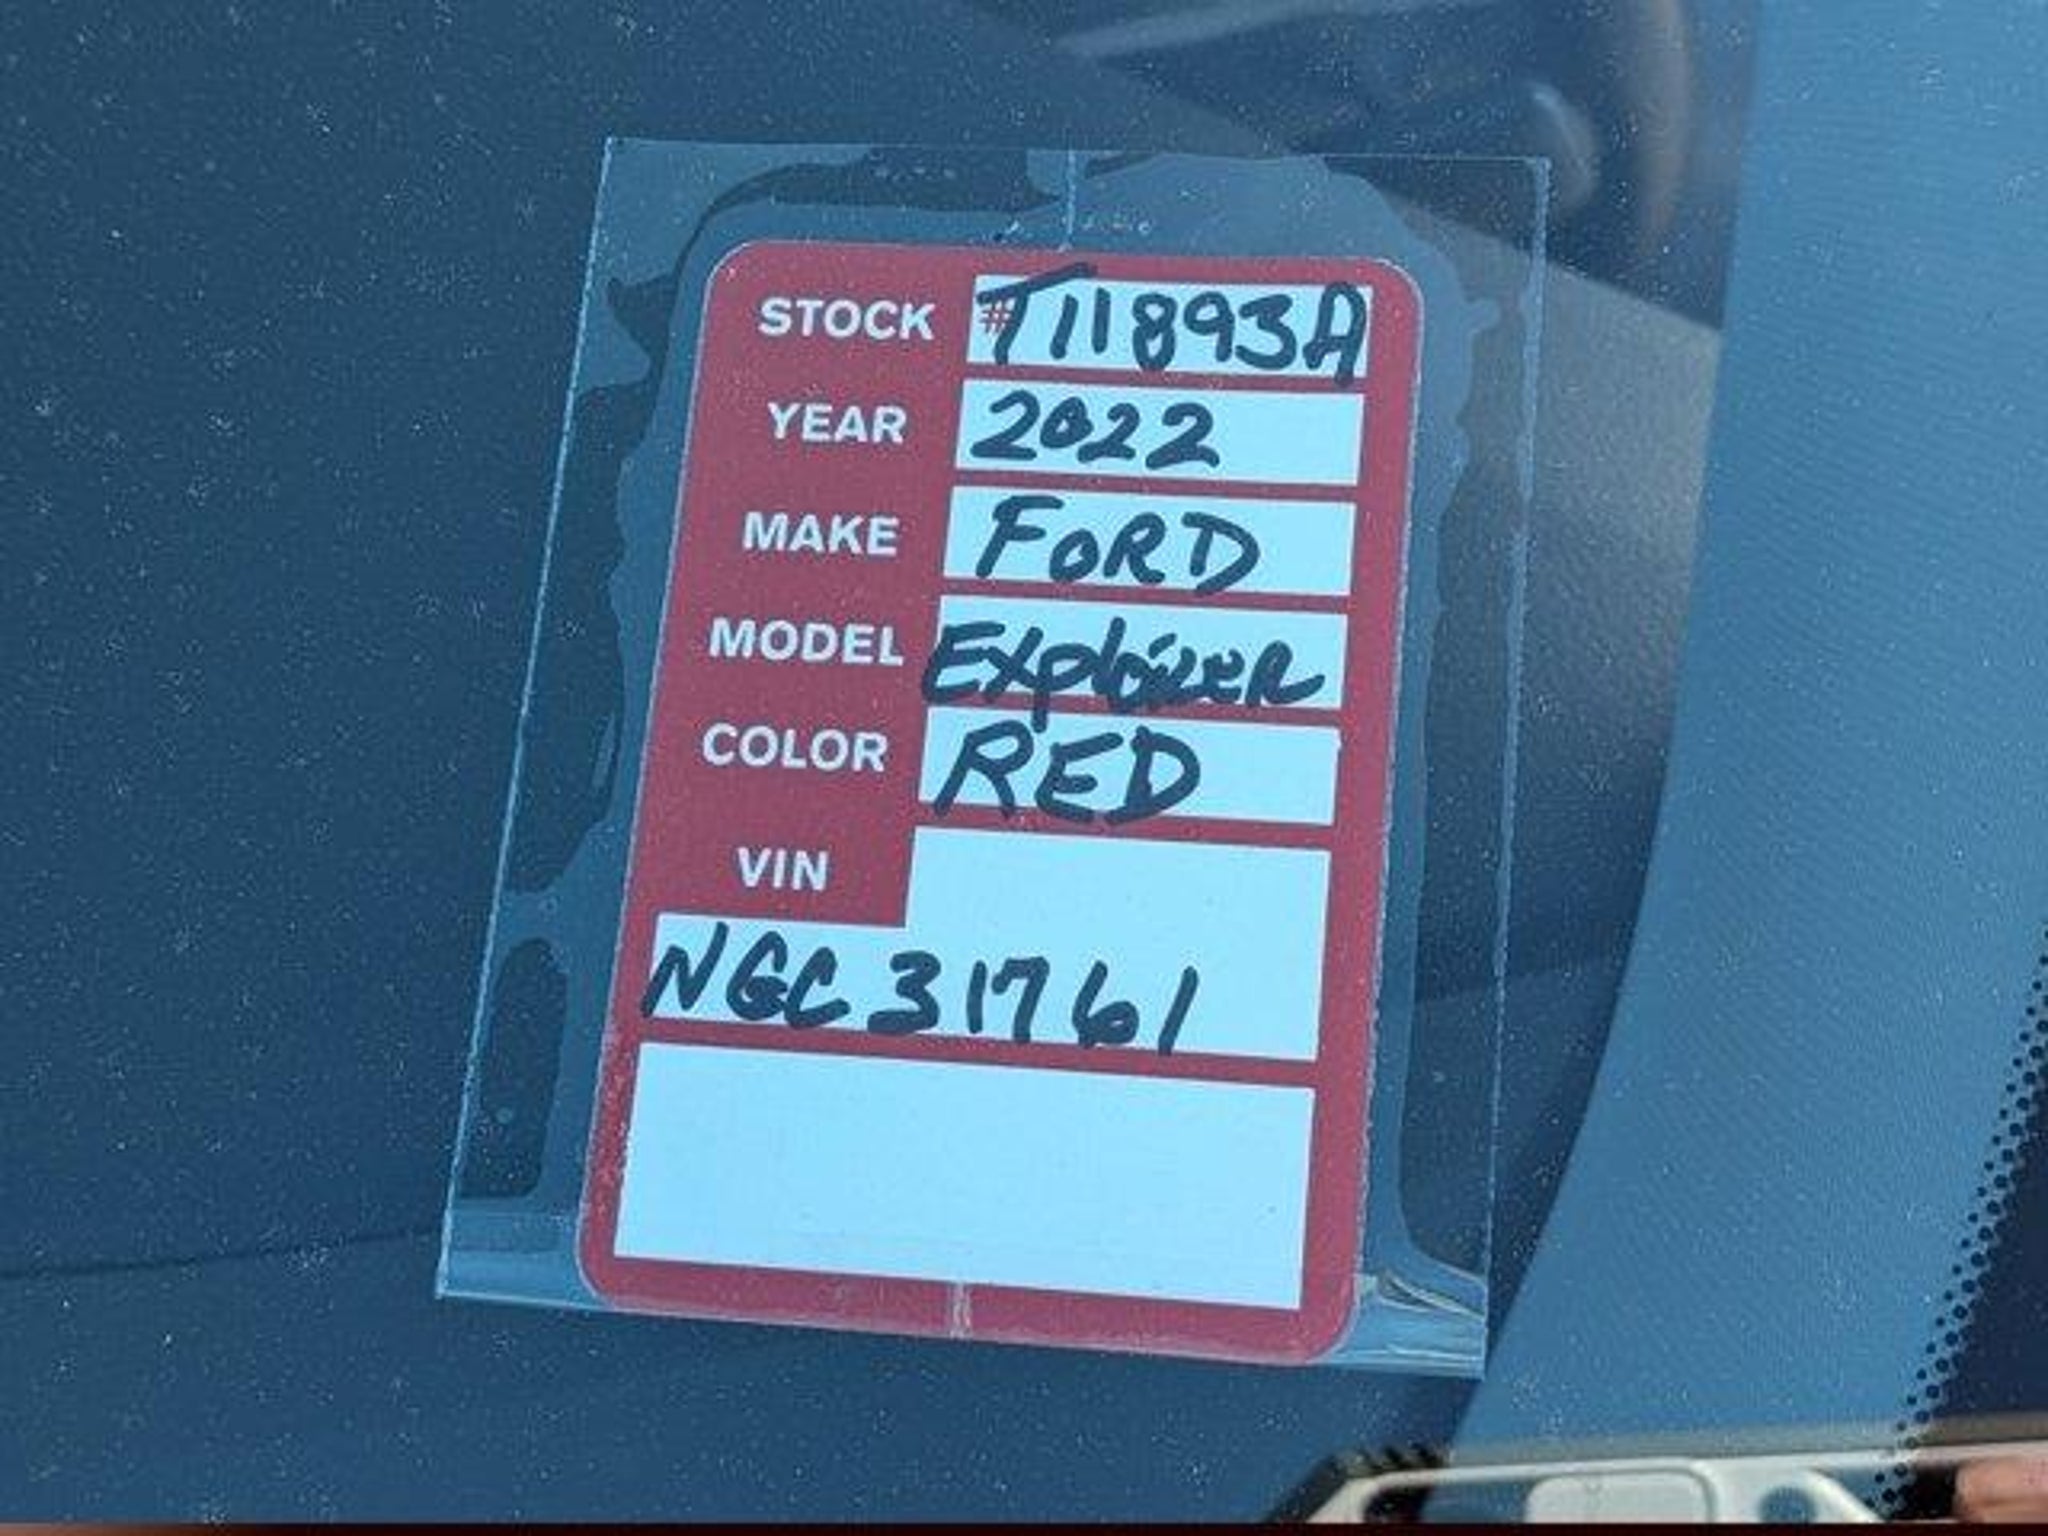 STOCK #T11893A
YEAR 2022
MAKE FORD
MODEL Explorer
COLOR RED
VIN
NGC31761